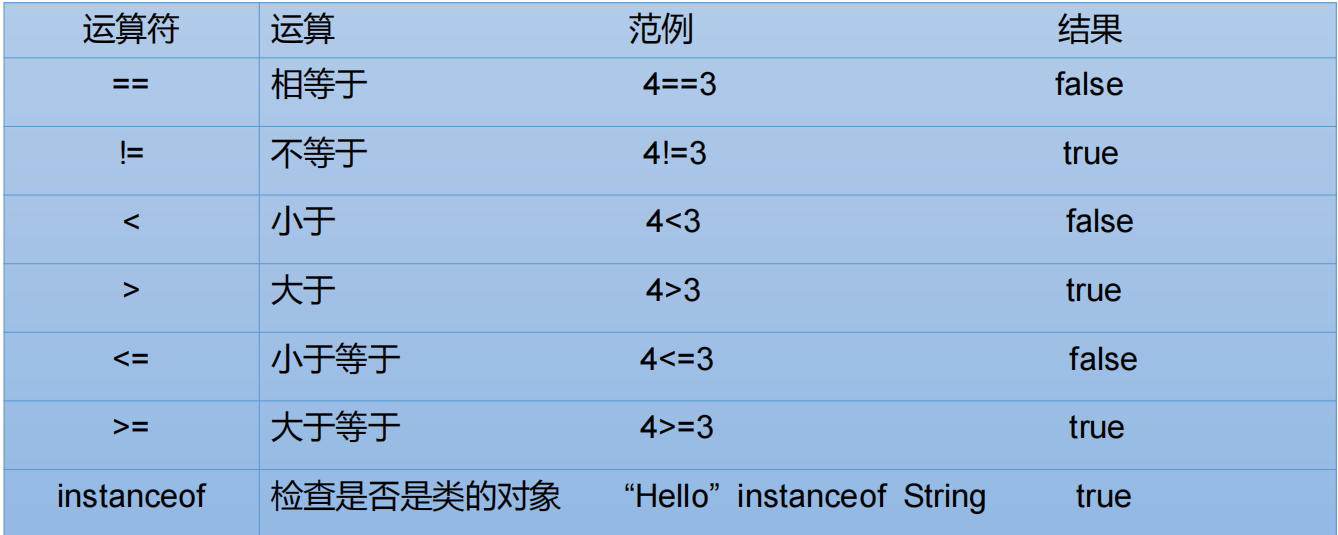 运算符 运算 范例 结果
== 相等于 4==3 false
!= 不等于 4!=3 true
< 小于 4<3 false
> 大于 4>3 true
<= 小于等于 4<=3 false
>= 大于等于 4>=3 true
instanceof 检查是否是类的对象 “Hello” instanceof String true